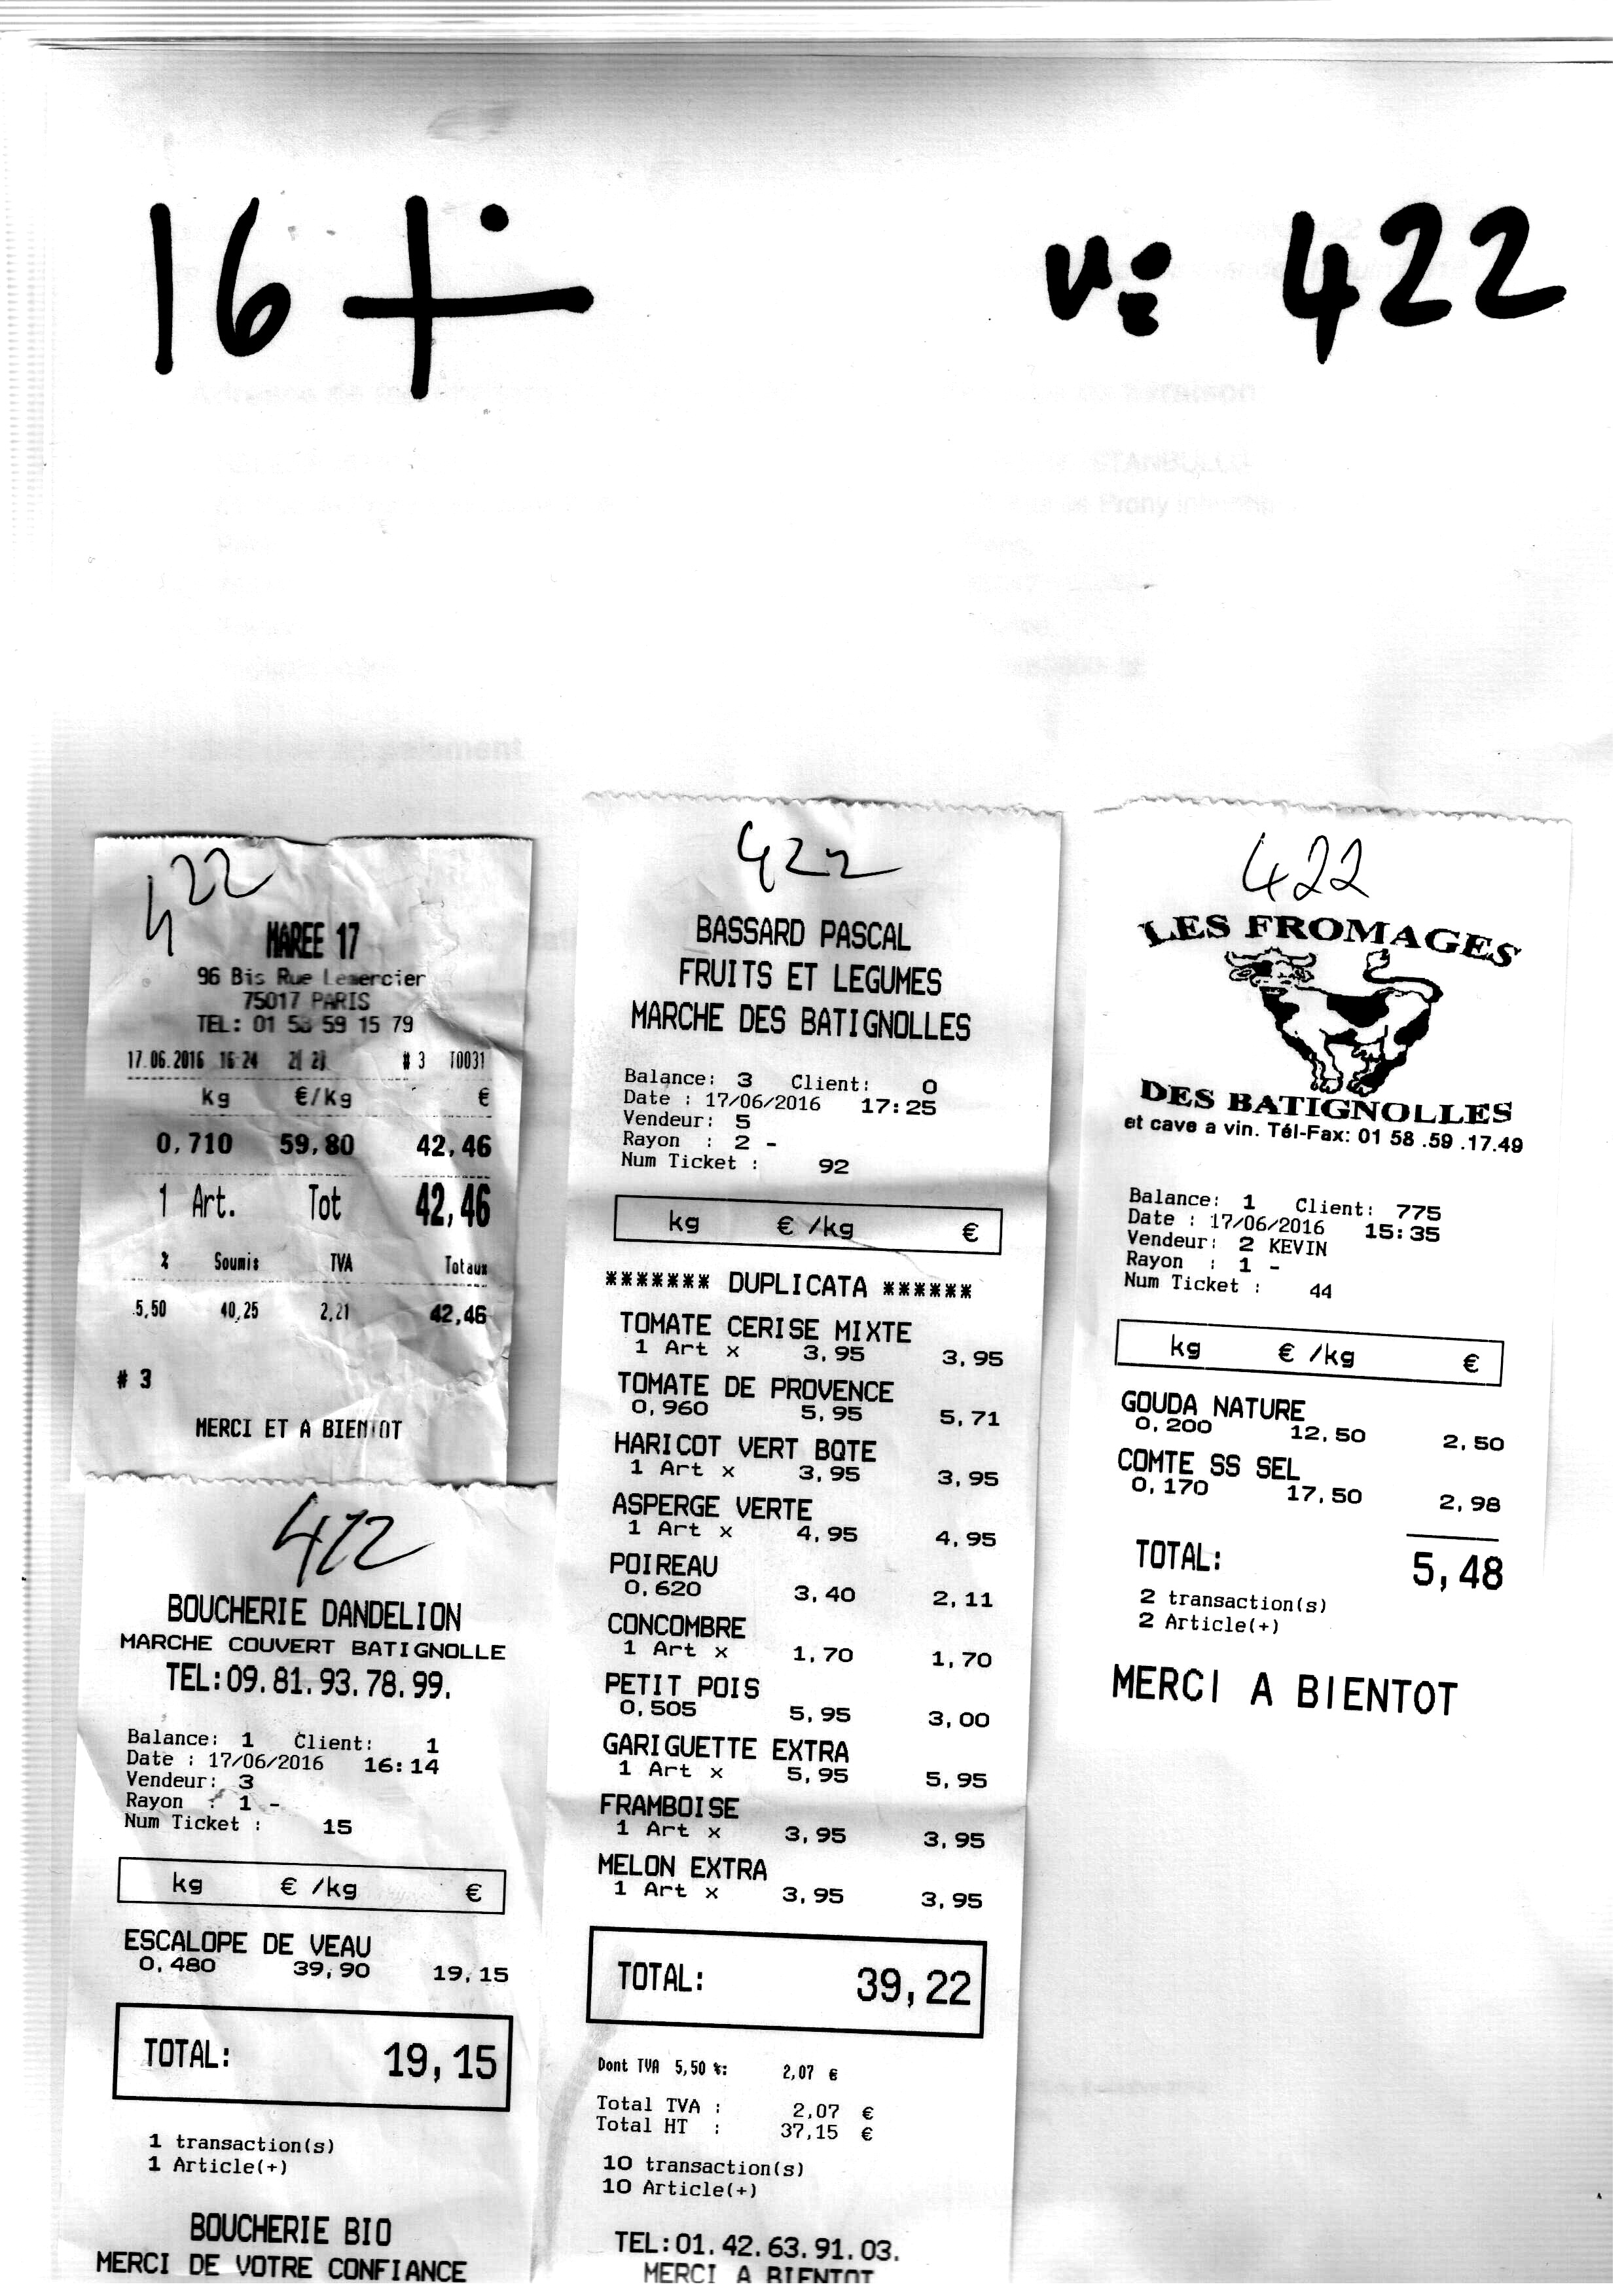 16+
422
422
MAREE 17
96 Bis Rue Lemercier
75017 PARIS
TEL: 01 53 59 15 79
17.06.2016 16:24 # 3 T0031
kg €/kg €
0,710 59,80 42,46
1 Art. Tot 42,46
% Soumis TVA Totaux
5,50 40,25 2,21 42,46
# 3
MERCI ET A BIENTOT
422
BOUCHERIE DANDELION
MARCHE COUVERT BATIGNOLLE
TEL:09.81.93.78.99.
Balance: 1 Client: 1
Date : 17/06/2016 16:14
Vendeur: 3
Rayon : 1 -
Num Ticket : 15
kg € /kg €
ESCALOPE DE VEAU
0,480 39,90 19,15
TOTAL: 19,15
1 transaction(s)
1 Article(+)
BOUCHERIE BIO
MERCI DE VOTRE CONFIANCE
422
BASSARD PASCAL
FRUITS ET LEGUMES
MARCHE DES BATIGNOLLES
Balance: 3 Client: 0
Date : 17/06/2016 17:25
Vendeur: 5
Rayon : 2 -
Num Ticket : 92
kg € /kg €
******* DUPLICATA ******
TOMATE CERISE MIXTE
1 Art x 3,95 3,95
TOMATE DE PROVENCE
0,960 5,95 5,71
HARICOT VERT BQTE
1 Art x 3,95 3,95
ASPERGE VERTE
1 Art x 4,95 4,95
POIREAU
0,620 3,40 2,11
CONCOMBRE
1 Art x 1,70 1,70
PETIT POIS
0,505 5,95 3,00
GARIGUETTE EXTRA
1 Art x 5,95 5,95
FRAMBOISE
1 Art x 3,95 3,95
MELON EXTRA
1 Art x 3,95 3,95
TOTAL: 39,22
Dont TVA 5,50 %: 2,07 €
Total TVA : 2,07 €
Total HT : 37,15 €
10 transaction(s)
10 Article(+)
TEL:01.42.63.91.03.
MERCI A BIENTOT
422
LES FROMAGES
DES BATIGNOLLES
et cave a vin. Tél-Fax: 01 58 .59 .17.49
Balance: 1 Client: 775
Date : 17/06/2016 15:35
Vendeur: 2 KEVIN
Rayon : 1 -
Num Ticket : 44
kg € /kg €
GOUDA NATURE
0,200 12,50 2,50
COMTE SS SEL
0,170 17,50 2,98
TOTAL: 5,48
2 transaction(s)
2 Article(+)
MERCI A BIENTOT